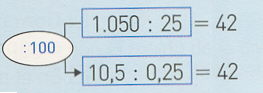 1.050 : 25 = 42
:100
10,5 : 0,25 = 42